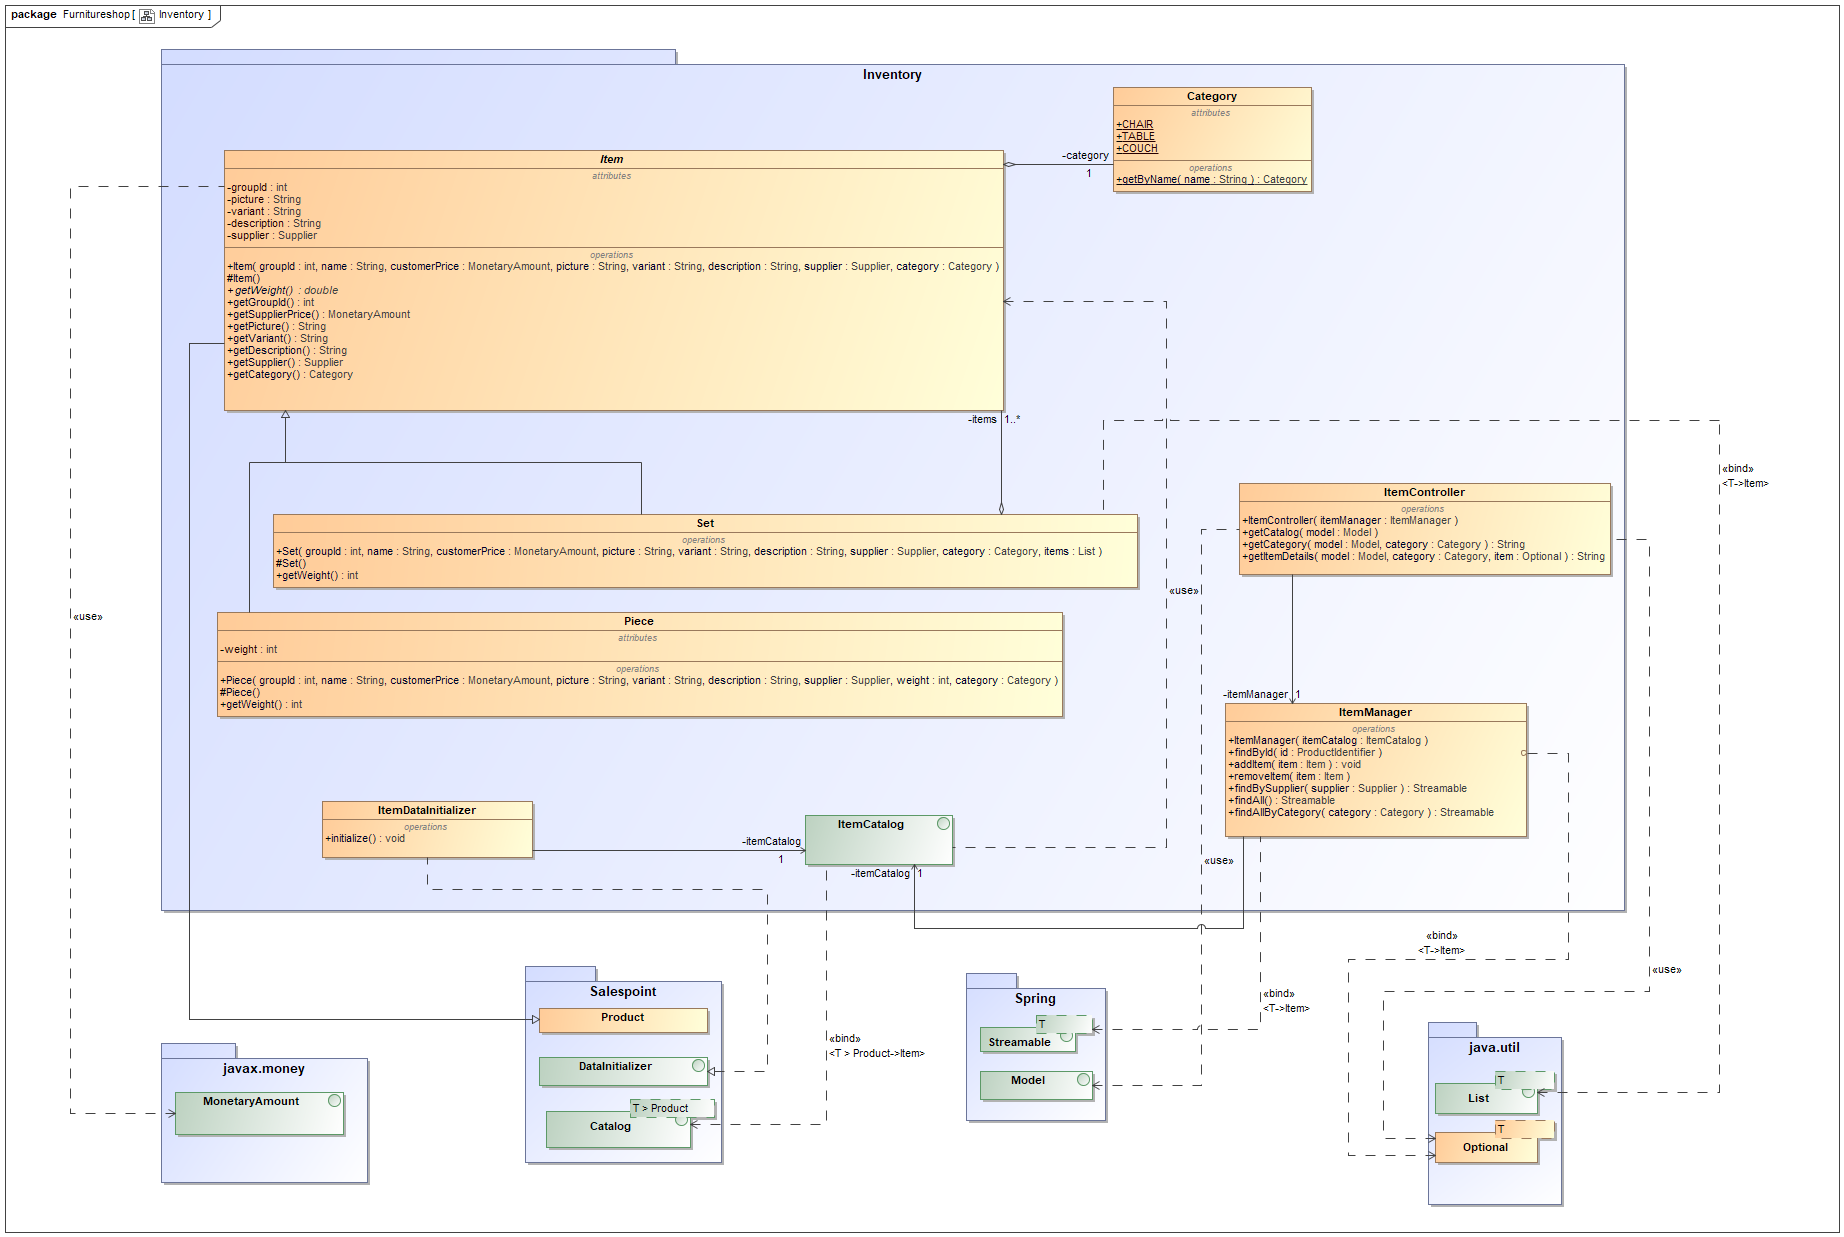 package Furnitureshop [ Inventory ]
Inventory
Category
attributes
+CHAIR
+TABLE
+COUCH
operations
+getByName( name : String ) : Category
-category
1
Item
attributes
-groupId : int
-picture : String
-variant : String
-description : String
-supplier : Supplier
operations
+Item( groupId : int, name : String, customerPrice : MonetaryAmount, picture : String, variant : String, description : String, supplier : Supplier, category : Category )
#Item()
+getWeight() : double
+getGroupId() : int
+getSupplierPrice() : MonetaryAmount
+getPicture() : String
+getVariant() : String
+getDescription() : String
+getSupplier() : Supplier
+getCategory() : Category
-items
1..*
«bind»
<T->Item>
Set
operations
+Set( groupId : int, name : String, customerPrice : MonetaryAmount, picture : String, variant : String, description : String, supplier : Supplier, category : Category, items : List )
#Set()
+getWeight() : int
ItemController
operations
+ItemController( itemManager : ItemManager )
+getCatalog( model : Model )
+getCategory( model : Model, category : Category ) : String
+getItemDetails( model : Model, category : Category, item : Optional ) : String
«use»
«use»
Piece
attributes
-weight : int
operations
+Piece( groupId : int, name : String, customerPrice : MonetaryAmount, picture : String, variant : String, description : String, supplier : Supplier, weight : int, category : Category )
#Piece()
+getWeight() : int
-itemManager
1
ItemManager
operations
+ItemManager( itemCatalog : ItemCatalog )
+findById( id : ProductIdentifier )
+addItem( item : Item ) : void
+removeItem( item : Item )
+findBySupplier( supplier : Supplier ) : Streamable
+findAll() : Streamable
+findAllByCategory( category : Category ) : Streamable
ItemDataInitializer
operations
+initialize() : void
-itemCatalog
1
ItemCatalog
-itemCatalog
1
«use»
«bind»
<T->Item>
«use»
«bind»
<T->Item>
«bind»
<T > Product->Item>
Salespoint
Product
DataInitializer
T > Product
Catalog
Spring
T
Streamable
Model
javax.money
MonetaryAmount
java.util
T
List
T
Optional